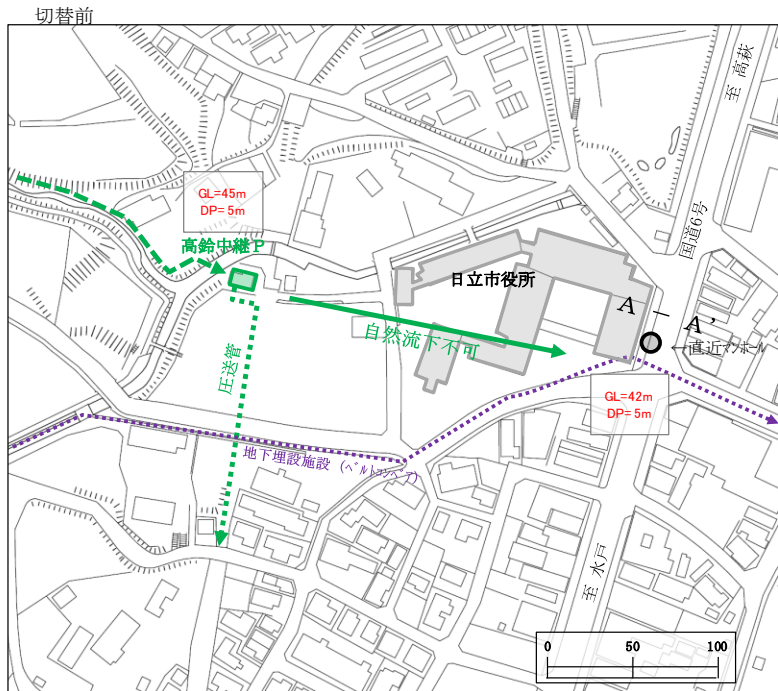 切替前
至 高萩
国道6号
GL=45m
DP= 5m
高鈴中継P
日立市役所
A － A’
自然流下不可
←直近ﾏﾝﾎｰﾙ
圧送管
GL=42m
DP= 5m
地下埋設施設 (ﾍﾞﾙﾄｺﾝﾍﾞｱ)
至 水戸
0 50 100